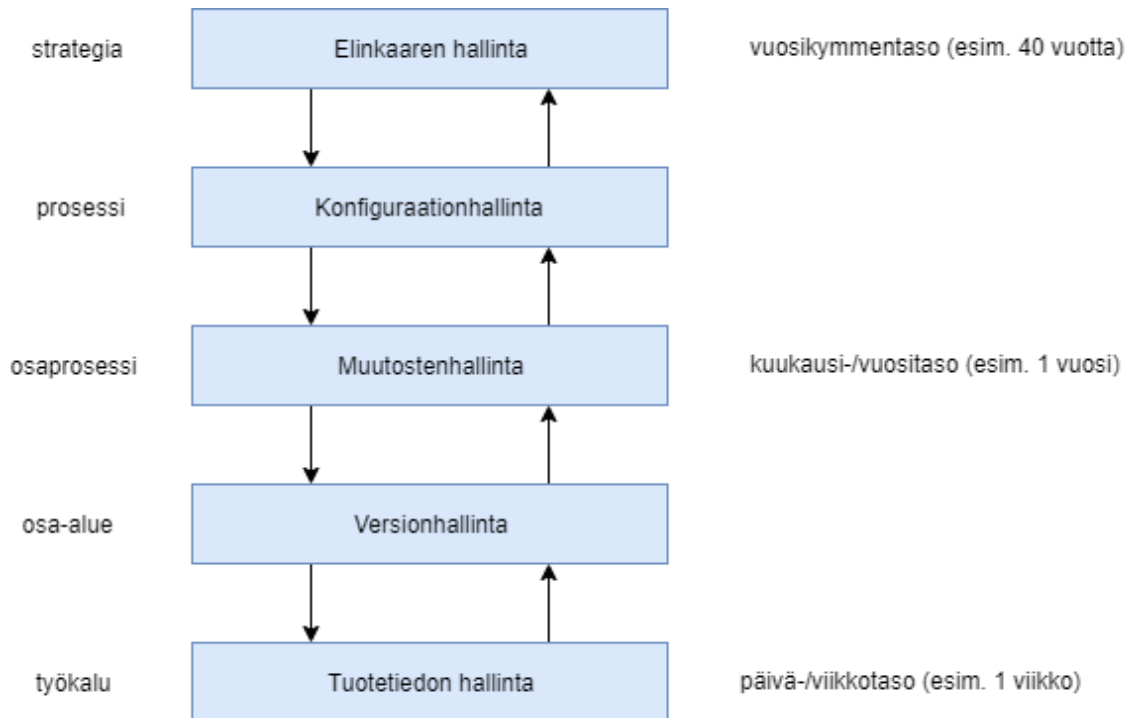 strategia
Elinkaaren hallinta
vuosikymmentaso (esim. 40 vuotta)
prosessi
Konfiguraationhallinta
osaprosessi
Muutostenhallinta
kuukausi-/vuositaso (esim. 1 vuosi)
osa-alue
Versionhallinta
työkalu
Tuotetiedon hallinta
päivä-/viikkotaso (esim. 1 viikko)